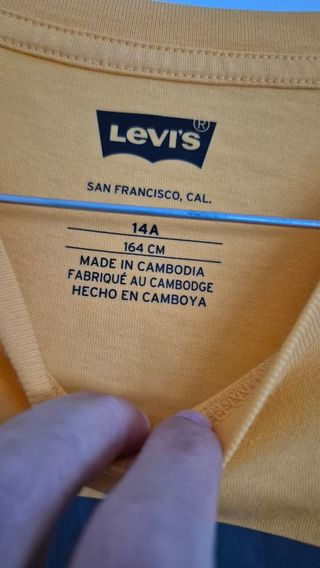 LEVI'S®
SAN FRANCISCO, CAL.
14A
164 CM
MADE IN CAMBODIA
FABRIQUÉ AU CAMBODGE
HECHO EN CAMBOYA